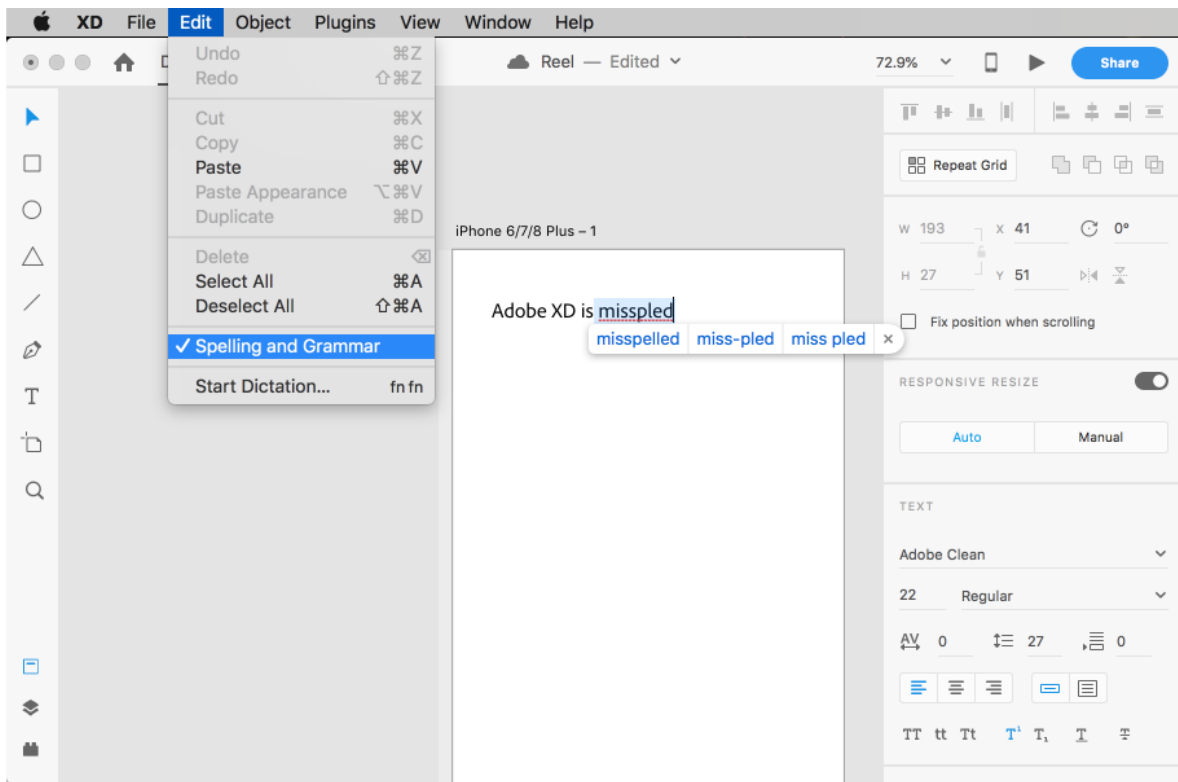 XD File Edit Object Plugins View Window Help
Reel — Edited
72.9%
Share
Undo ⌘Z
Redo ⇧⌘Z
Cut ⌘X
Copy ⌘C
Paste ⌘V
Paste Appearance ⌥⌘V
Duplicate ⌘D
Delete ⌫
Select All ⌘A
Deselect All ⇧⌘A
✓ Spelling and Grammar
Start Dictation... fn fn
iPhone 6/7/8 Plus – 1
Adobe XD is misspled
misspelled miss-pled miss pled ×
Repeat Grid
W 193 X 41 0°
H 27 Y 51
Fix position when scrolling
RESPONSIVE RESIZE
Auto Manual
TEXT
Adobe Clean
22 Regular
AV 0 27 0
TT tt Tt T¹ T₁ T T